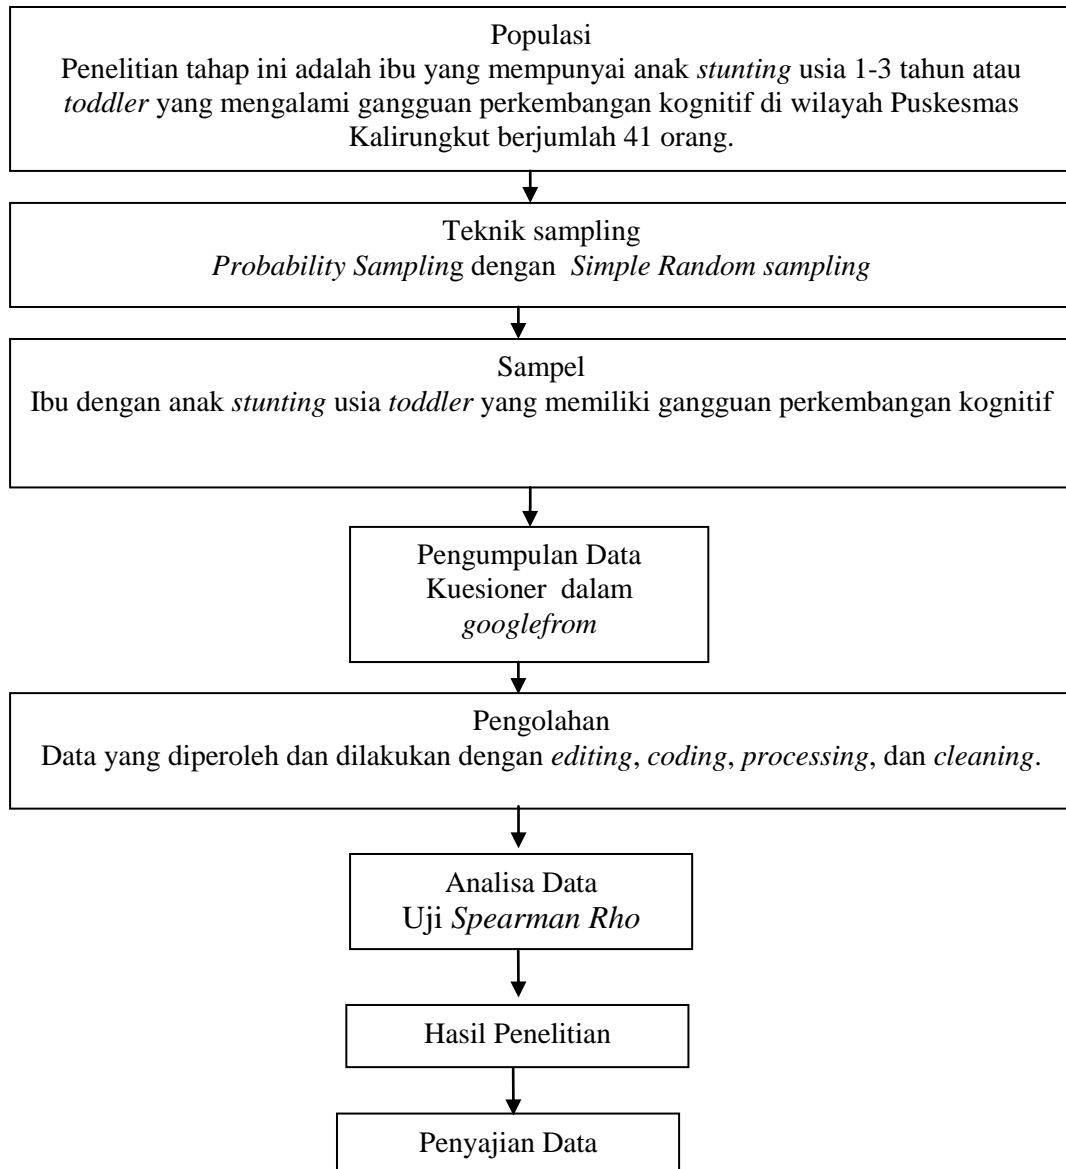 Populasi
Penelitian tahap ini adalah ibu yang mempunyai anak stunting usia 1-3 tahun atau
toddler yang mengalami gangguan perkembangan kognitif di wilayah Puskesmas
Kalirungkut berjumlah 41 orang.
Teknik sampling
Probability Sampling dengan Simple Random sampling
Sampel
Ibu dengan anak stunting usia toddler yang memiliki gangguan perkembangan kognitif
Pengumpulan Data
Kuesioner dalam
googlefrom
Pengolahan
Data yang diperoleh dan dilakukan dengan editing, coding, processing, dan cleaning.
Analisa Data
Uji Spearman Rho
Hasil Penelitian
Penyajian Data